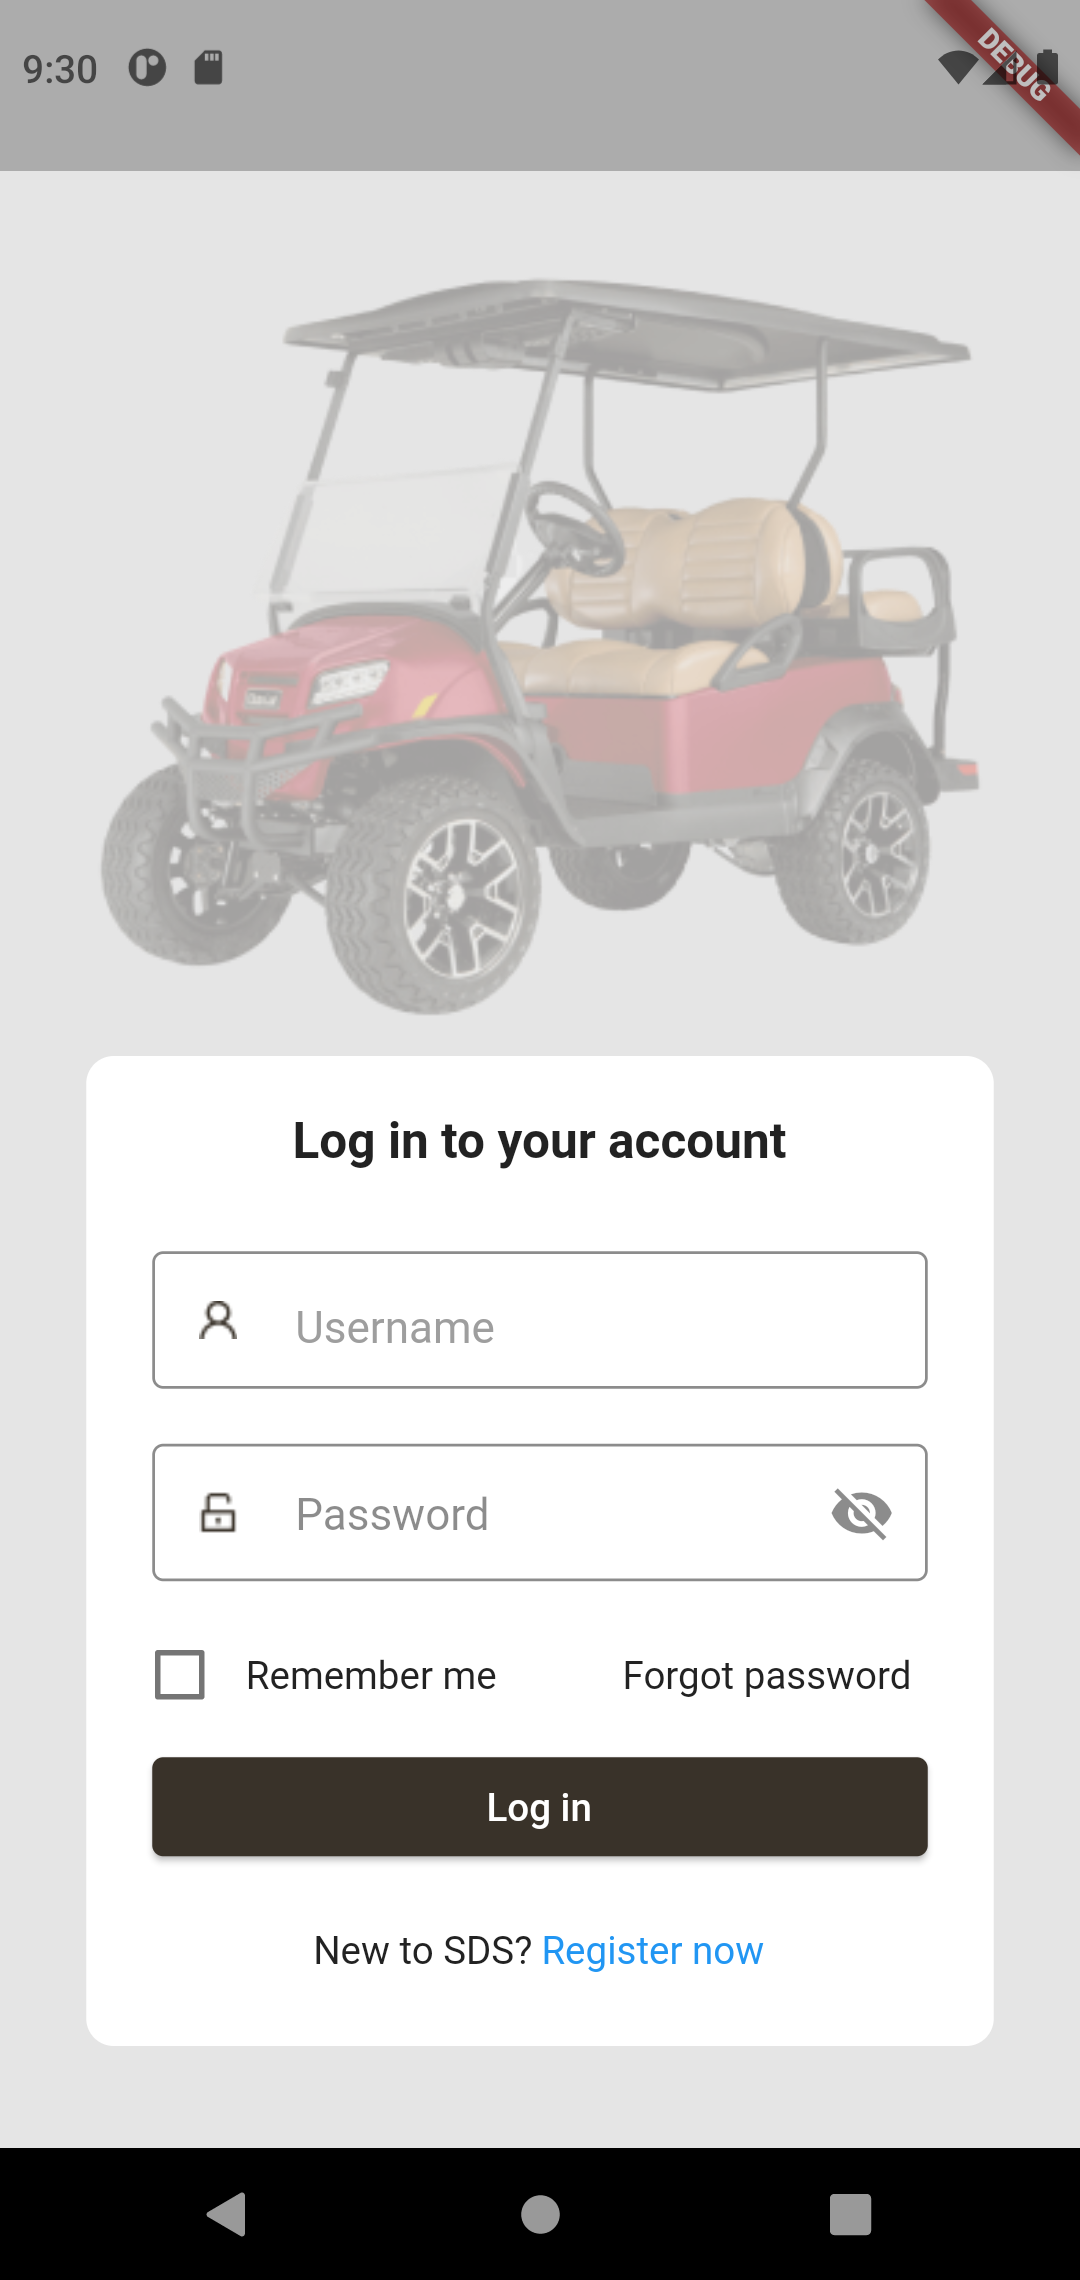 9:30
DEBUG
Log in to your account
Username
Password
Remember me
Forgot password
Log in
New to SDS? Register now